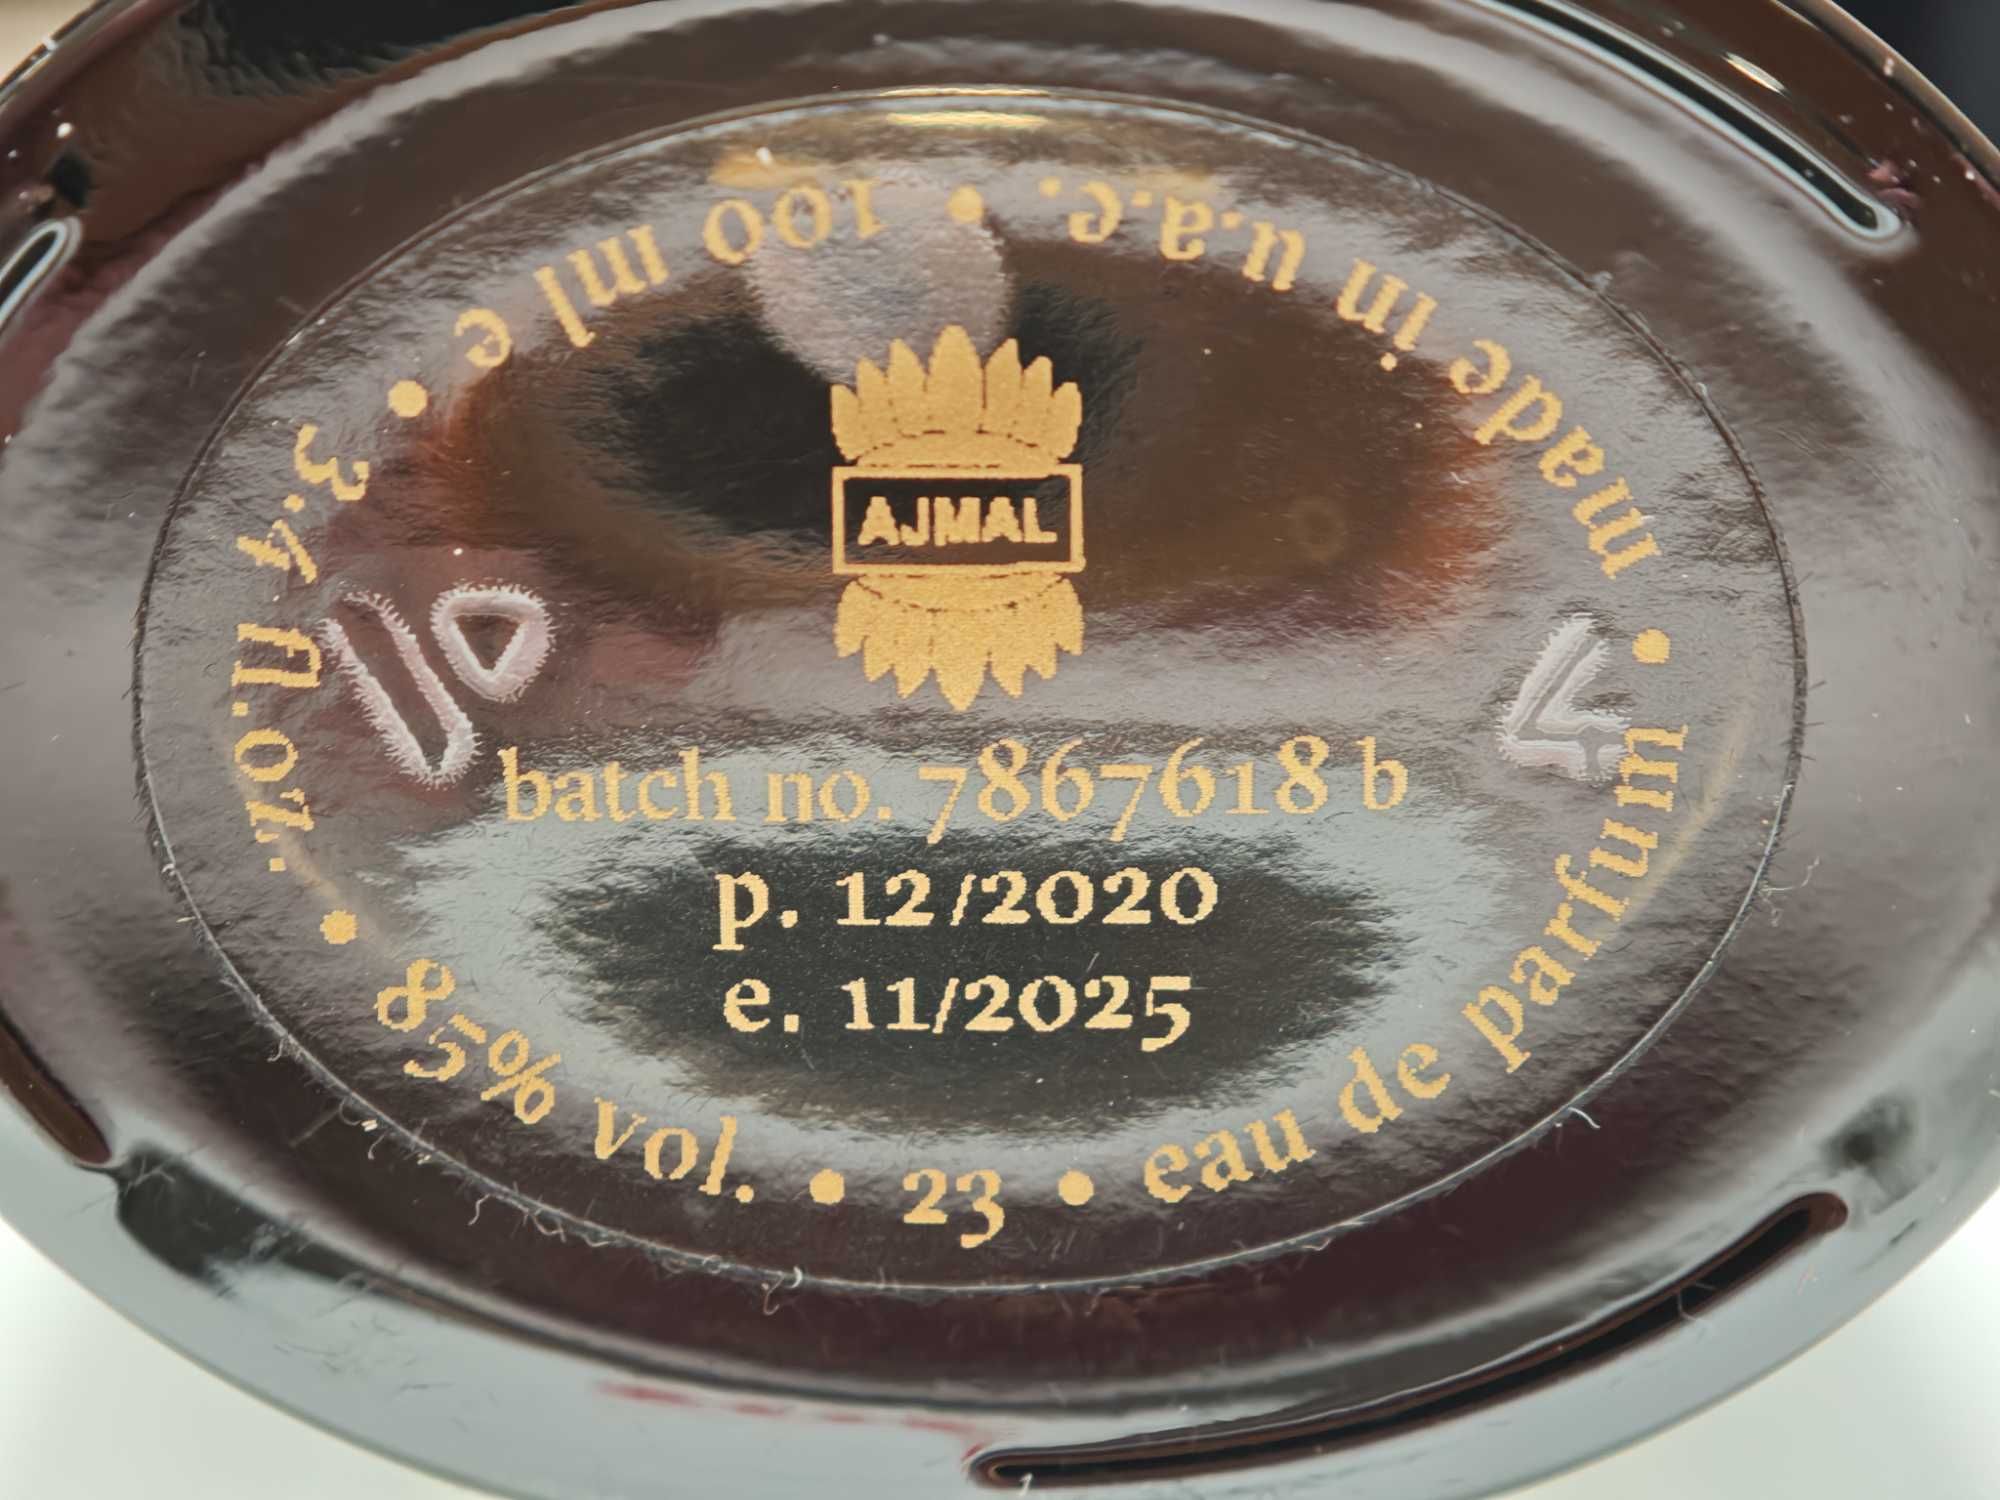 AJMAL
batch no. 7867618 b
p. 12/2020
e. 11/2025
made in u.a.e. • 100 ml e • 3.4 fl.oz. • 85% vol. • 23 • eau de parfum •
10
4